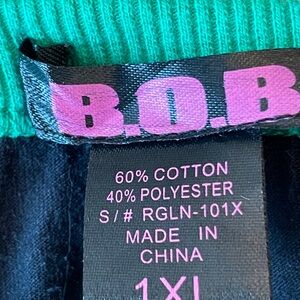 B.O.B
60% COTTON
40% POLYESTER
S/# RGLN-101X
MADE IN
CHINA
1XL